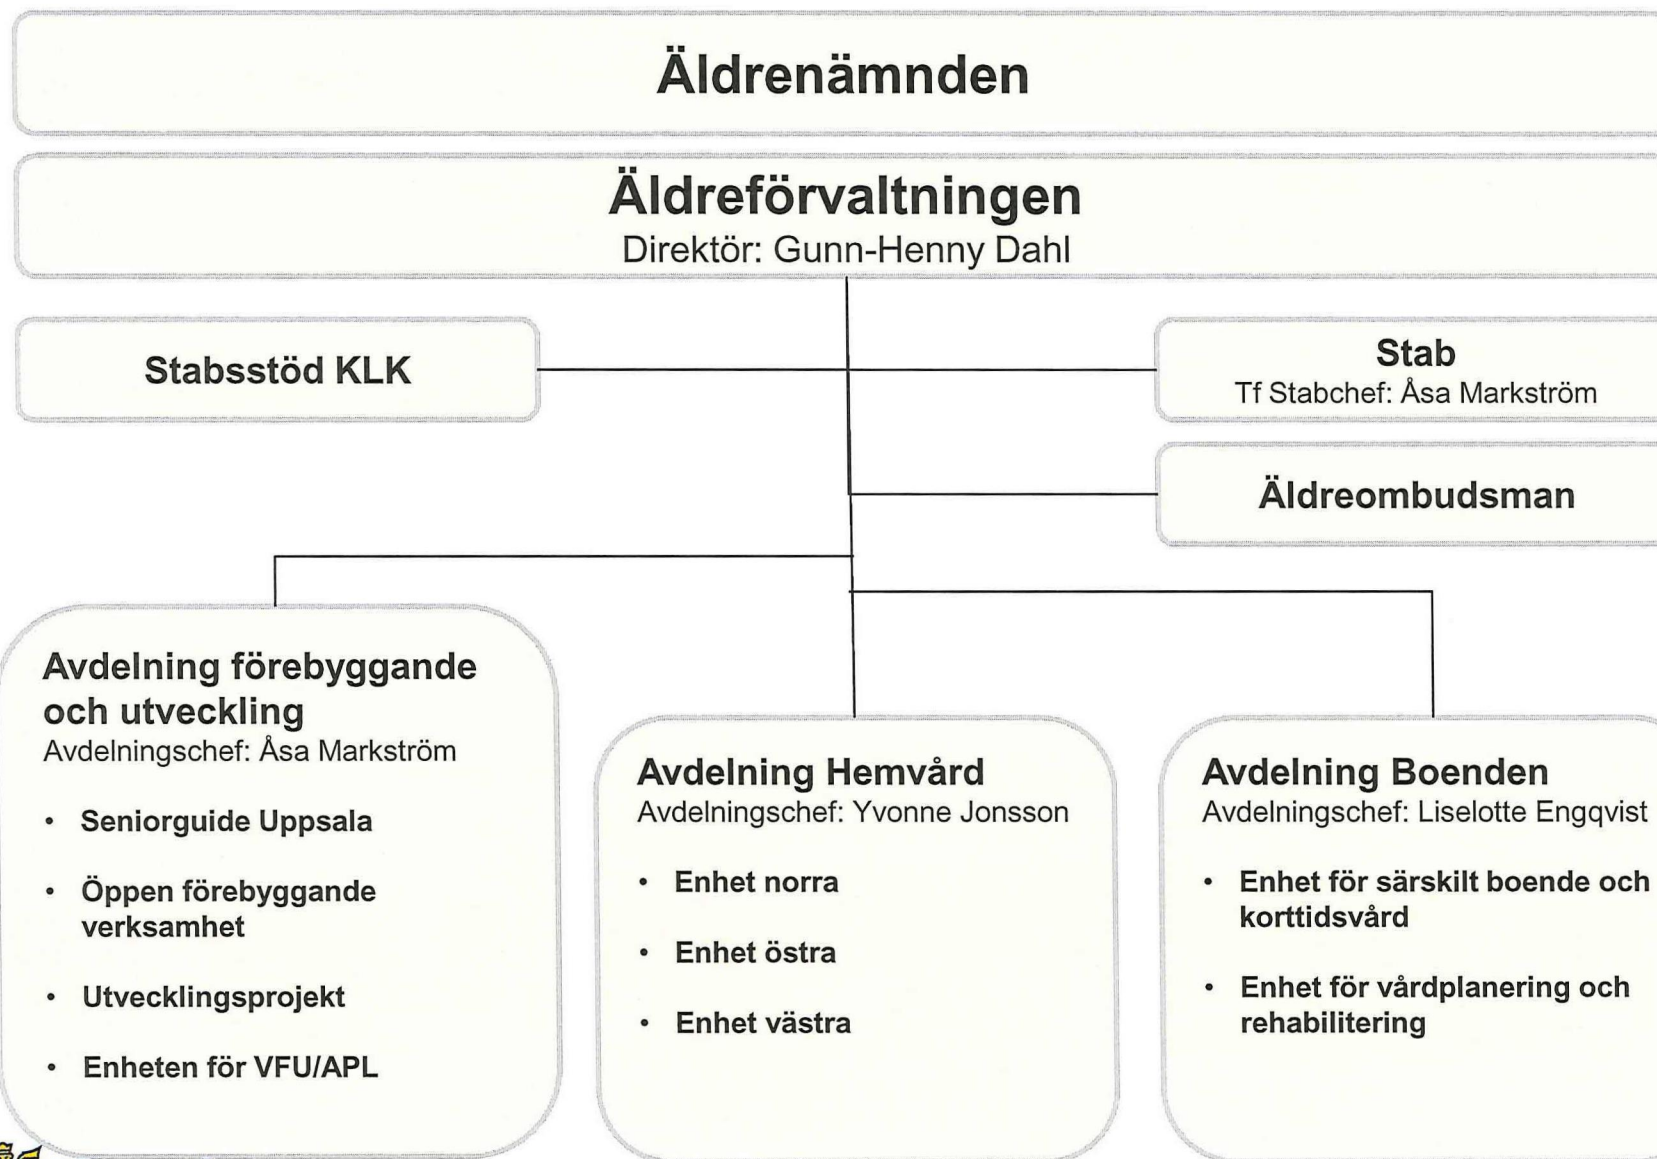 Äldrenämnden
Äldreförvaltningen
Direktör: Gunn-Henny Dahl
Stabsstöd KLK
Stab
Tf Stabchef: Åsa Markström
Äldreombudsman
Avdelning förebyggande
och utveckling
Avdelningschef: Åsa Markström
• Seniorguide Uppsala
• Öppen förebyggande
verksamhet
• Utvecklingsprojekt
• Enheten för VFU/APL
Avdelning Hemvård
Avdelningschef: Yvonne Jonsson
• Enhet norra
• Enhet östra
• Enhet västra
Avdelning Boenden
Avdelningschef: Liselotte Engqvist
• Enhet för särskilt boende och
korttidsvård
• Enhet för vårdplanering och
rehabilitering